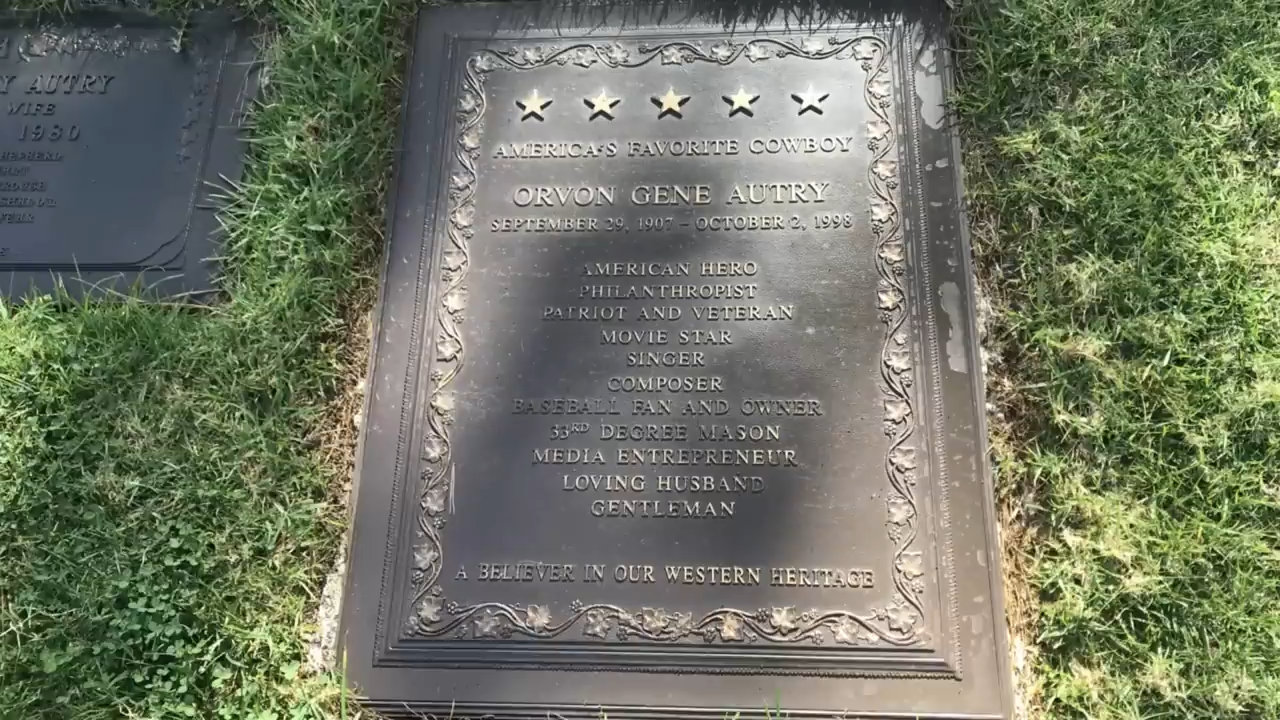 Y AUTRY
WIFE
1980
AMERICA'S FAVORITE COWBOY
ORVON GENE AUTRY
SEPTEMBER 29, 1907 – OCTOBER 2, 1998
AMERICAN HERO
PHILANTHROPIST
PATRIOT AND VETERAN
MOVIE STAR
SINGER
COMPOSER
BASEBALL FAN AND OWNER
33RD DEGREE MASON
MEDIA ENTREPRENEUR
LOVING HUSBAND
GENTLEMAN
A BELIEVER IN OUR WESTERN HERITAGE